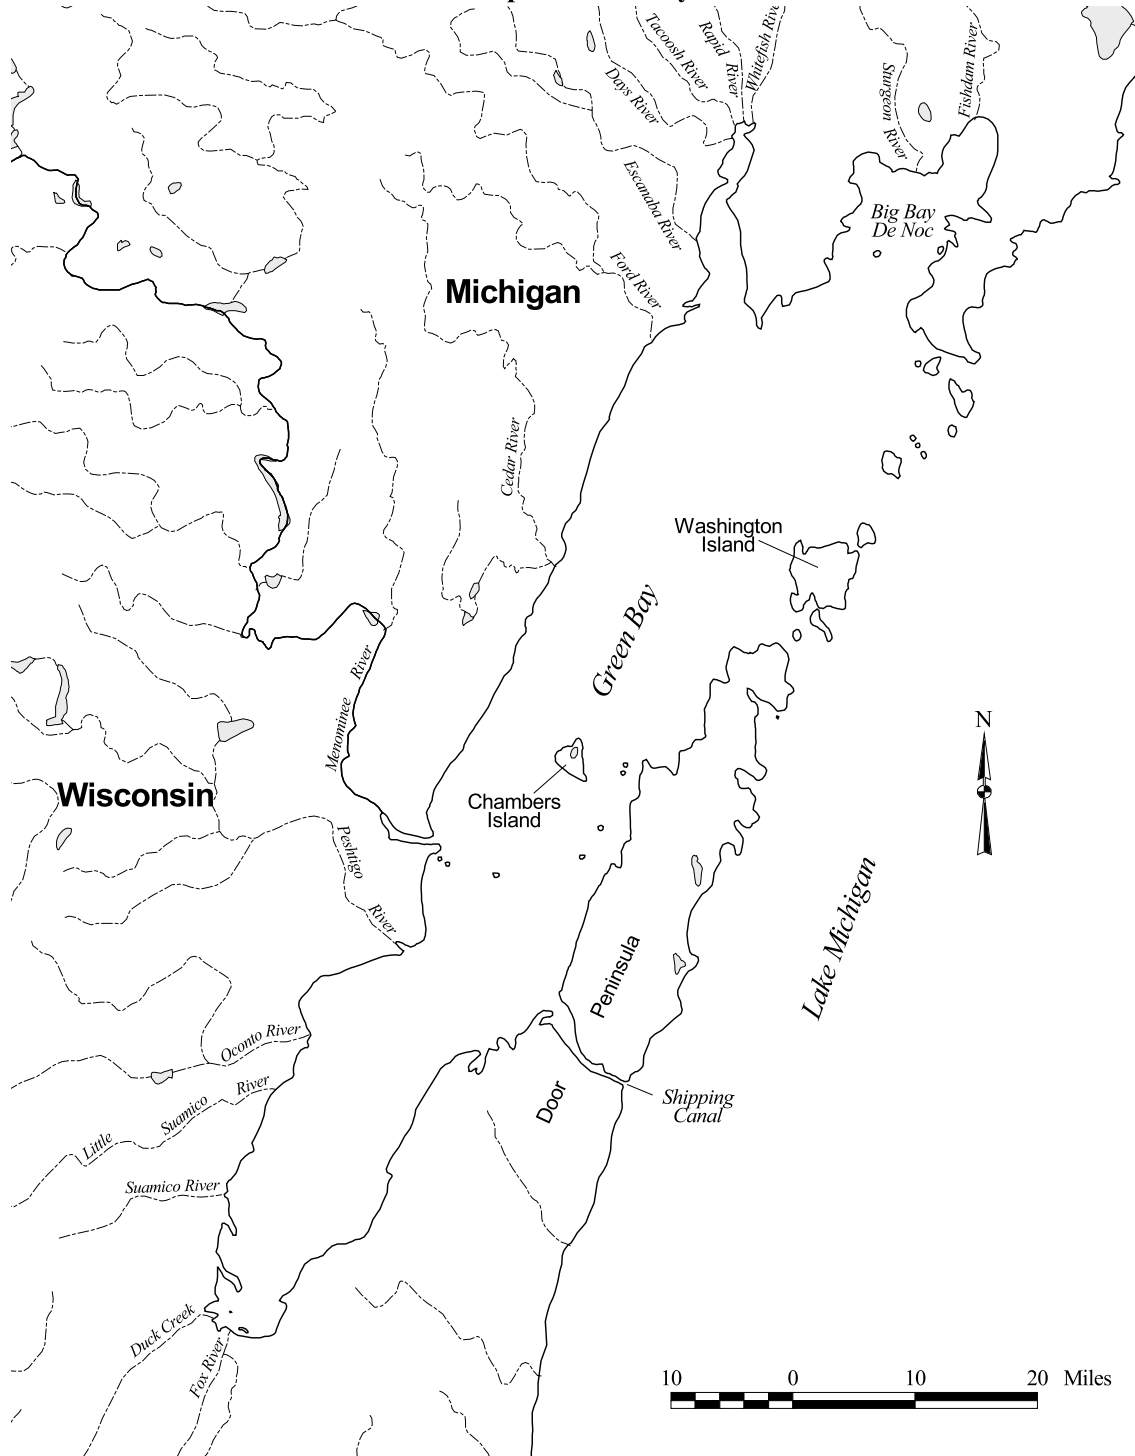 Tacoosh River
Rapid River
Whitefish River
Days River
Sturgeon River
Fishdam River
Escanaba River
Big Bay
De Noc
Ford River
Michigan
Cedar River
Washington
Island
Green Bay
Menominee River
N
Wisconsin
Chambers
Island
Peshtigo River
Lake Michigan
Peninsula
Oconto River
Door
Shipping
Canal
Little Suamico River
Suamico River
Duck Creek
Fox River
10 0 10 20 Miles